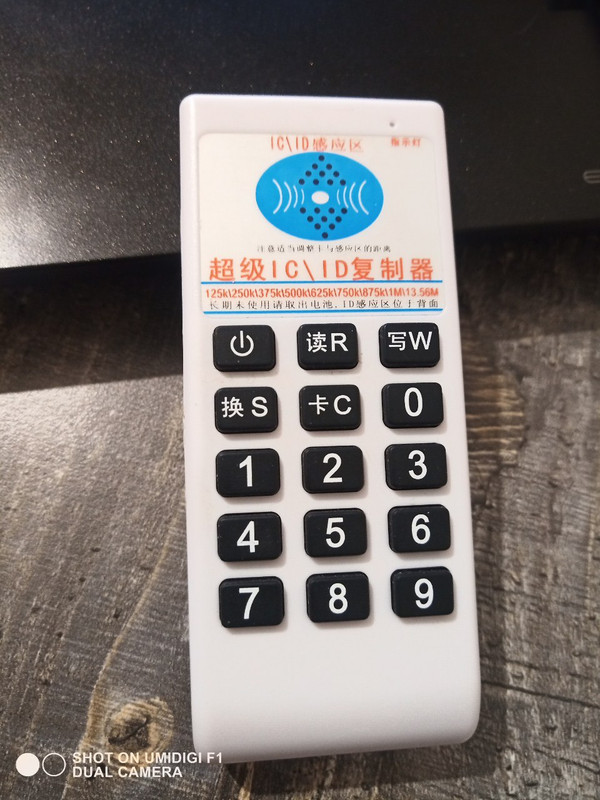 IC\ID感应区
指示灯
注意适当调整卡与感应区的距离
超级IC\ID复制器
125k\250k\375k\500k\625k\750k\875k\1M\13.56M
长期未使用请取出电池,ID感应区位于背面
读R
写W
换S
卡C
0
1
2
3
4
5
6
7
8
9
SHOT ON UMIDIGI F1
DUAL CAMERA